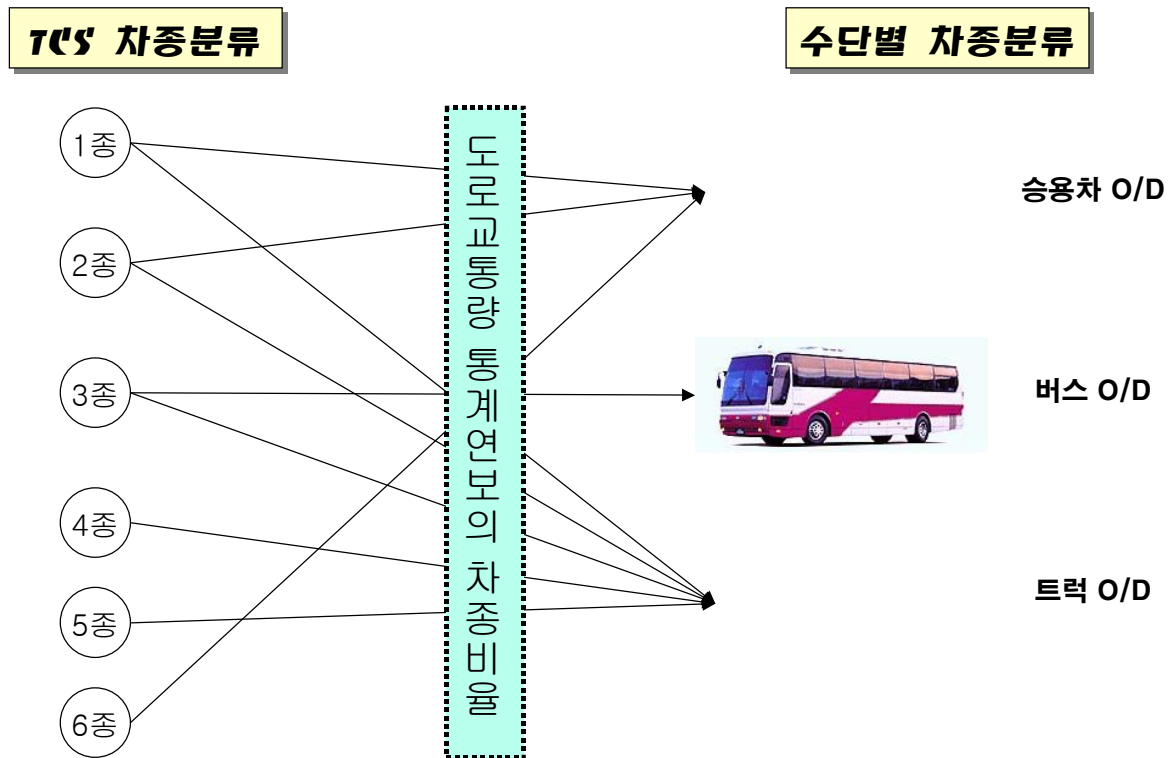 TCS 차종분류
수단별 차종분류
1종
2종
3종
4종
5종
6종
도로교통량 통계연보의 차종비율
승용차 O/D
버스 O/D
트럭 O/D